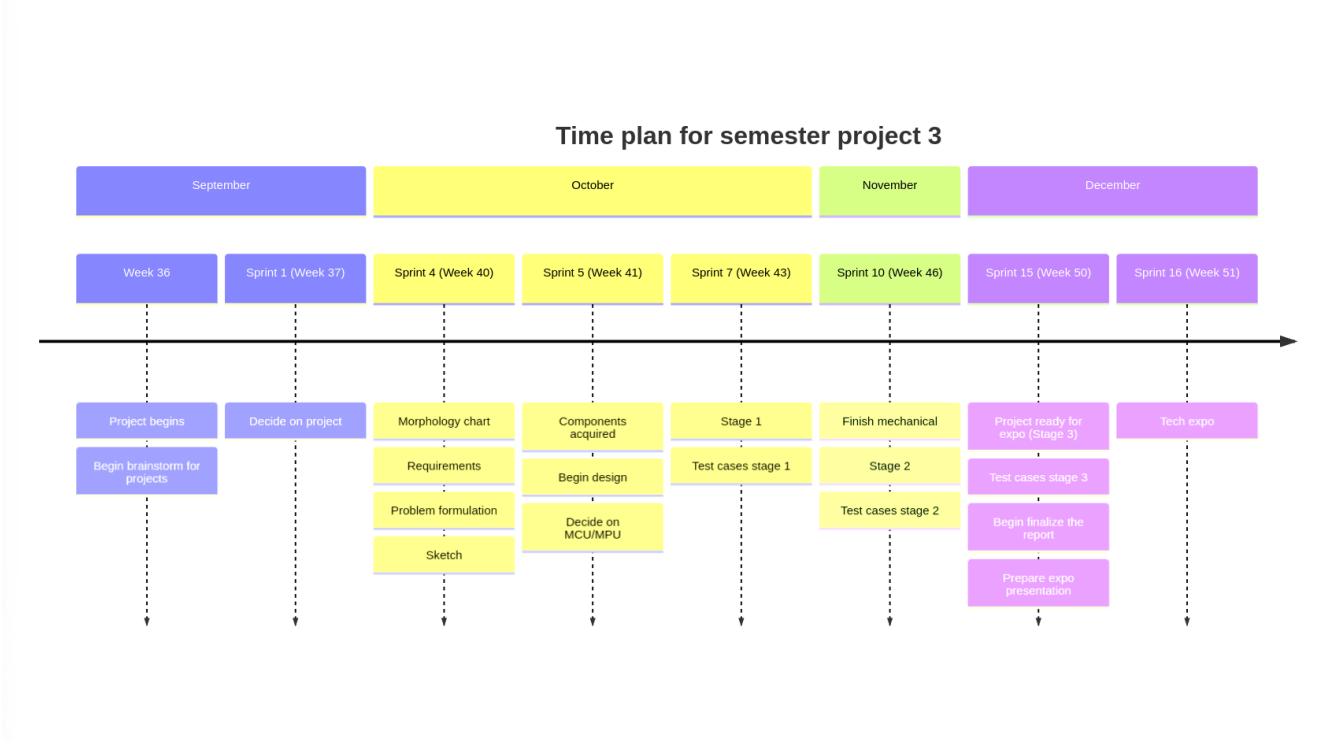 Time plan for semester project 3
September
October
November
December
Week 36
Sprint 1 (Week 37)
Sprint 4 (Week 40)
Sprint 5 (Week 41)
Sprint 7 (Week 43)
Sprint 10 (Week 46)
Sprint 15 (Week 50)
Sprint 16 (Week 51)
Project begins
Begin brainstorm for
projects
Decide on project
Morphology chart
Requirements
Problem formulation
Sketch
Components
acquired
Begin design
Decide on
MCU/MPU
Stage 1
Test cases stage 1
Finish mechanical
Stage 2
Test cases stage 2
Project ready for
expo (Stage 3)
Test cases stage 3
Begin finalize the
report
Prepare expo
presentation
Tech expo